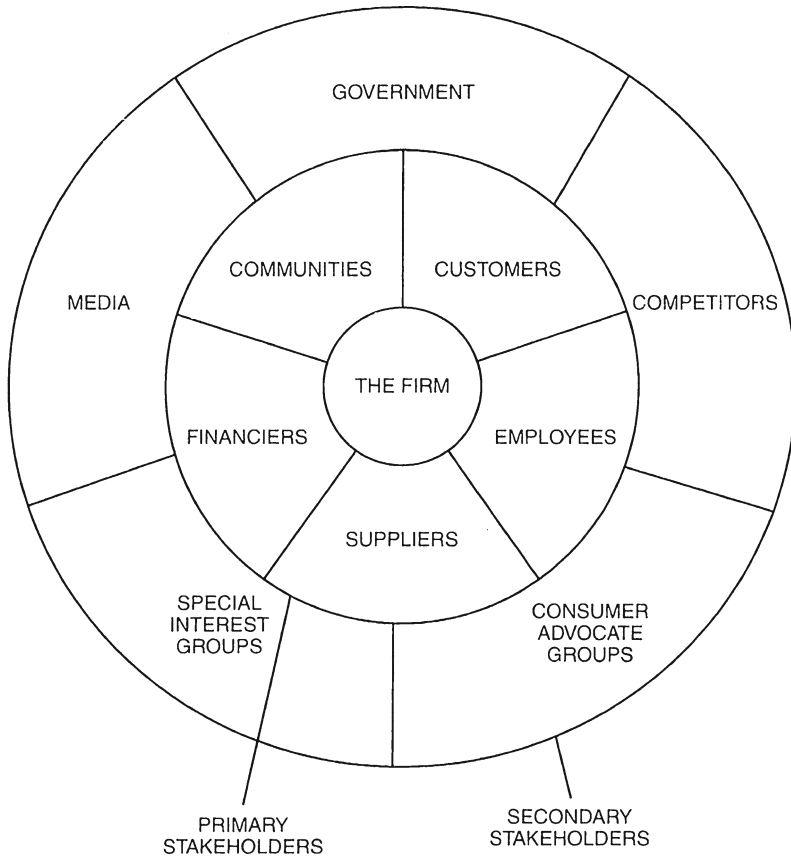 GOVERNMENT
COMMUNITIES
CUSTOMERS
MEDIA
COMPETITORS
THE FIRM
FINANCIERS
EMPLOYEES
SUPPLIERS
SPECIAL
INTEREST
GROUPS
CONSUMER
ADVOCATE
GROUPS
PRIMARY
STAKEHOLDERS
SECONDARY
STAKEHOLDERS